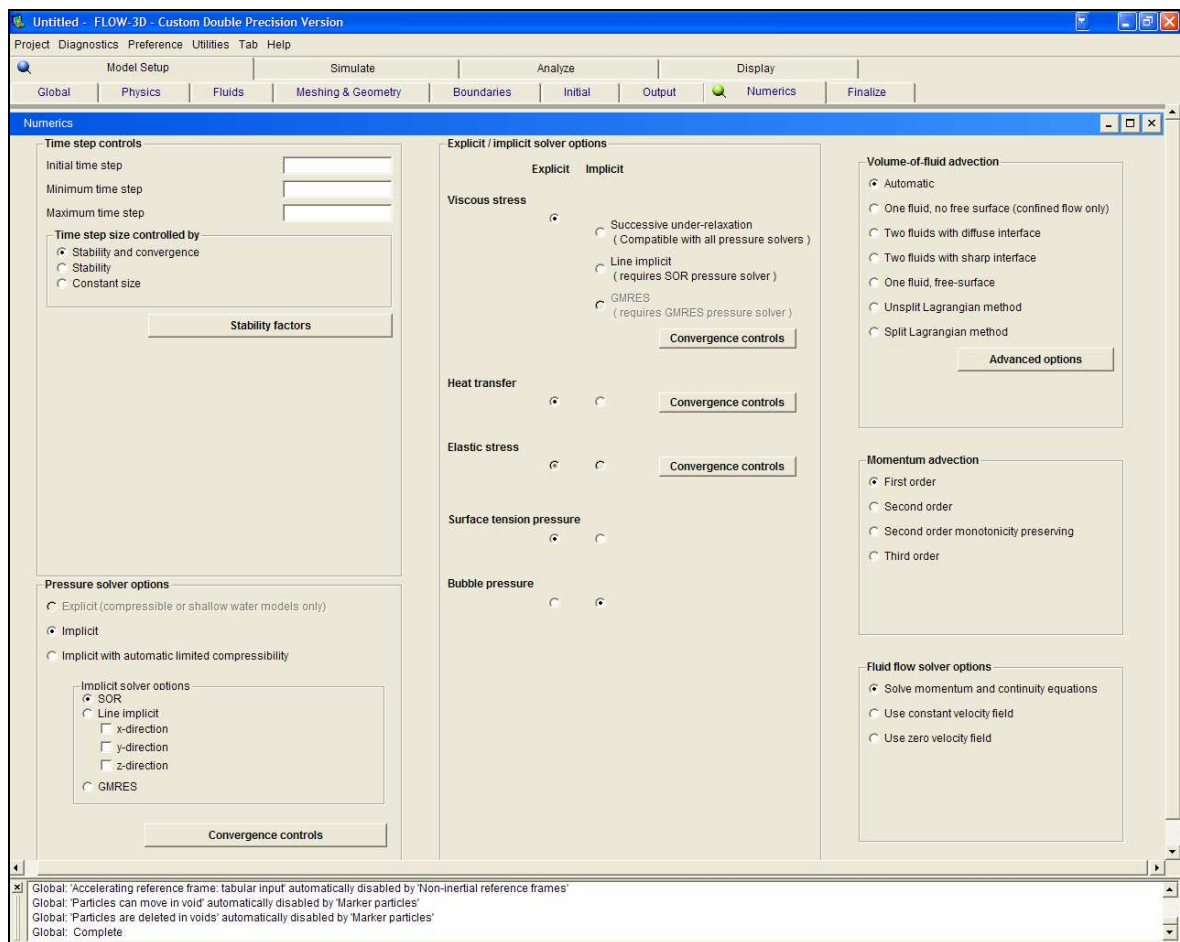 Untitled - FLOW-3D - Custom Double Precision Version
Project Diagnostics Preference Utilities Tab Help
Model Setup Simulate Analyze Display
Global Physics Fluids Meshing & Geometry Boundaries Initial Output Numerics Finalize
Numerics
Time step controls
Initial time step
Minimum time step
Maximum time step
Time step size controlled by
Stability and convergence
Stability
Constant size
Stability factors
Pressure solver options
Explicit (compressible or shallow water models only)
Implicit
Implicit with automatic limited compressibility
Implicit solver options
SOR
Line implicit
x-direction
y-direction
z-direction
GMRES
Convergence controls
Explicit / implicit solver options
Explicit Implicit
Viscous stress
Successive under-relaxation
( Compatible with all pressure solvers )
Line implicit
( requires SOR pressure solver )
GMRES
( requires GMRES pressure solver )
Convergence controls
Heat transfer
Convergence controls
Elastic stress
Convergence controls
Surface tension pressure
Bubble pressure
Volume-of-fluid advection
Automatic
One fluid, no free surface (confined flow only)
Two fluids with diffuse interface
Two fluids with sharp interface
One fluid, free-surface
Unsplit Lagrangian method
Split Lagrangian method
Advanced options
Momentum advection
First order
Second order
Second order monotonicity preserving
Third order
Fluid flow solver options
Solve momentum and continuity equations
Use constant velocity field
Use zero velocity field
Global: 'Accelerating reference frame: tabular input' automatically disabled by 'Non-inertial reference frames'
Global: 'Particles can move in void' automatically disabled by 'Marker particles'
Global: 'Particles are deleted in voids' automatically disabled by 'Marker particles'
Global: Complete